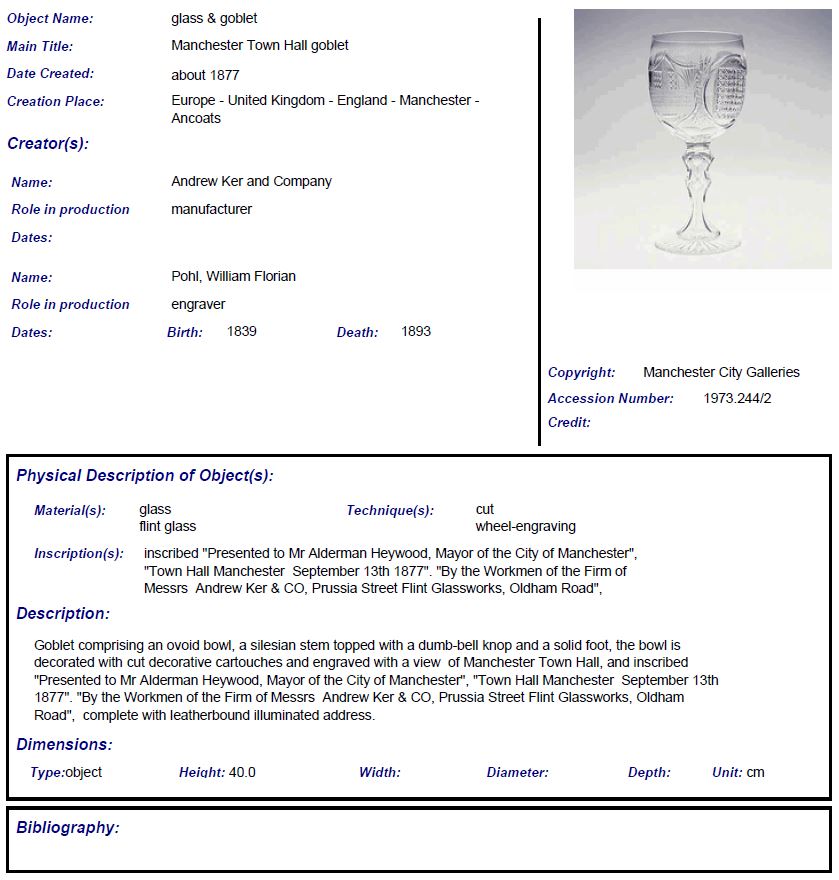 Object Name: glass & goblet
Main Title: Manchester Town Hall goblet
Date Created: about 1877
Creation Place: Europe - United Kingdom - England - Manchester -
Ancoats
Creator(s):
Name: Andrew Ker and Company
Role in production manufacturer
Dates:
Name: Pohl, William Florian
Role in production engraver
Dates: Birth: 1839 Death: 1893
Copyright: Manchester City Galleries
Accession Number: 1973.244/2
Credit:
Physical Description of Object(s):
Material(s): glass Technique(s): cut
flint glass wheel-engraving
Inscription(s): inscribed "Presented to Mr Alderman Heywood, Mayor of the City of Manchester",
"Town Hall Manchester September 13th 1877". "By the Workmen of the Firm of
Messrs Andrew Ker & CO, Prussia Street Flint Glassworks, Oldham Road",
Description:
Goblet comprising an ovoid bowl, a silesian stem topped with a dumb-bell knop and a solid foot, the bowl is
decorated with cut decorative cartouches and engraved with a view of Manchester Town Hall, and inscribed
"Presented to Mr Alderman Heywood, Mayor of the City of Manchester", "Town Hall Manchester September 13th
1877". "By the Workmen of the Firm of Messrs Andrew Ker & CO, Prussia Street Flint Glassworks, Oldham
Road", complete with leatherbound illuminated address.
Dimensions:
Type:object Height: 40.0 Width: Diameter: Depth: Unit: cm
Bibliography: